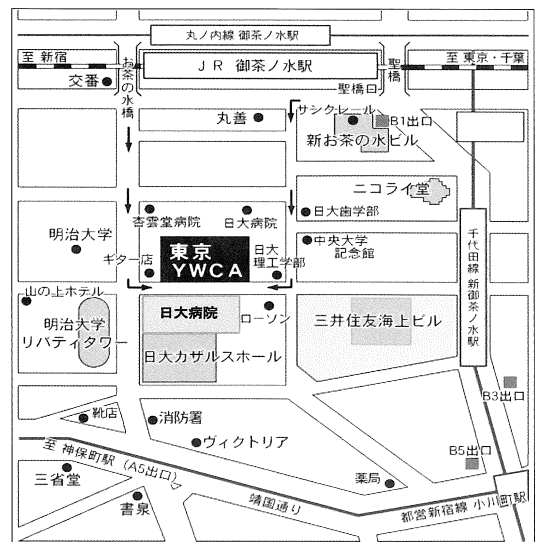 丸ノ内線 御茶ノ水駅
至 新宿
お茶の水橋
JR 御茶ノ水駅
聖橋口
聖橋
至 東京・千葉
交番
丸善
サンクレール
B1出口
新お茶の水ビル
ニコライ堂
杏雲堂病院
日大病院
日大歯学部
明治大学
ギター店
東京
YWCA
日大
理工学部
中央大学
記念館
千代田線 新御茶ノ水駅
山の上ホテル
明治大学
リバティタワー
日大病院
ローソン
日大カザルスホール
三井住友海上ビル
B3出口
靴店
消防署
ヴィクトリア
B5出口
至 神保町駅 (A5出口)
三省堂
書泉
薬局
靖国通り
都営新宿線 小川町駅